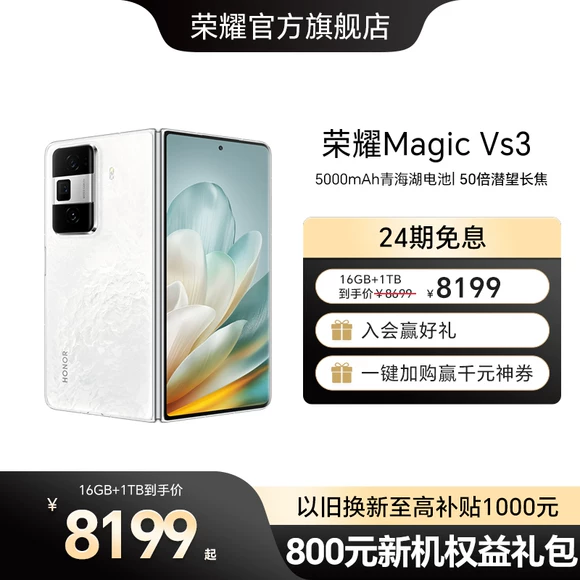 荣耀官方旗舰店
荣耀Magic Vs3
5000mAh青海湖电池| 50倍潜望长焦
24期免息
16GB+1TB
到手价¥8699 ¥8199
入会赢好礼
一键加购赢千元神券
HONOR
16GB+1TB到手价
¥8199起
以旧换新至高补贴1000元
800元新机权益礼包